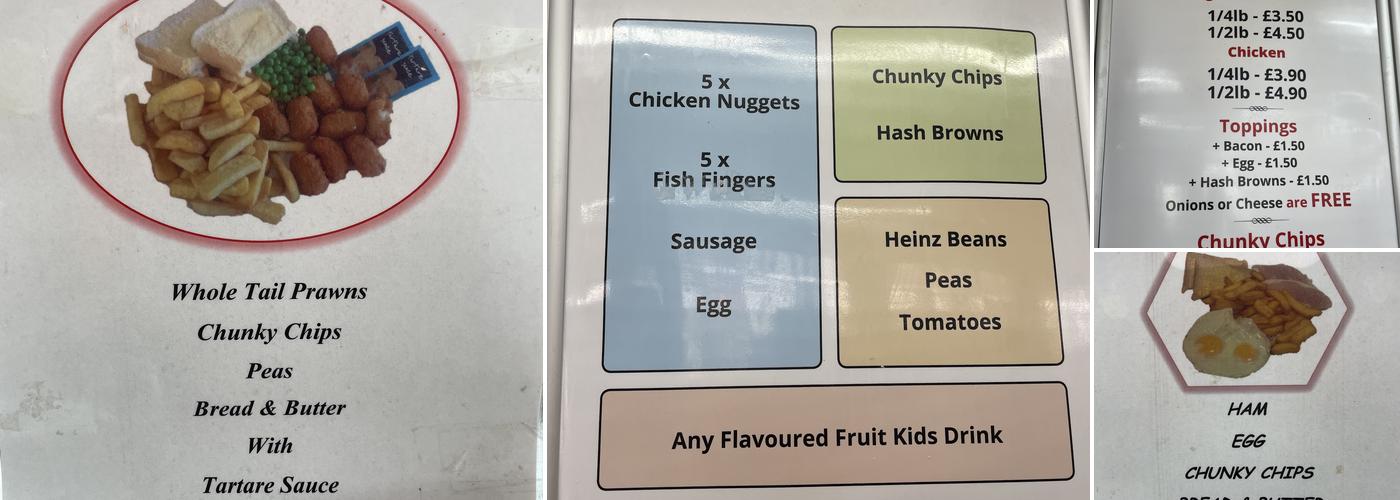 Whole Tail Prawns
Chunky Chips
Peas
Bread & Butter
With
Tartare Sauce
5 x
Chicken Nuggets
5 x
Fish Fingers
Sausage
Egg
Chunky Chips
Hash Browns
Heinz Beans
Peas
Tomatoes
Any Flavoured Fruit Kids Drink
1/4lb - £3.50
1/2lb - £4.50
Chicken
1/4lb - £3.90
1/2lb - £4.90
Toppings
+ Bacon - £1.50
+ Egg - £1.50
+ Hash Browns - £1.50
Onions or Cheese are FREE
Chunky Chips
HAM
EGG
CHUNKY CHIPS